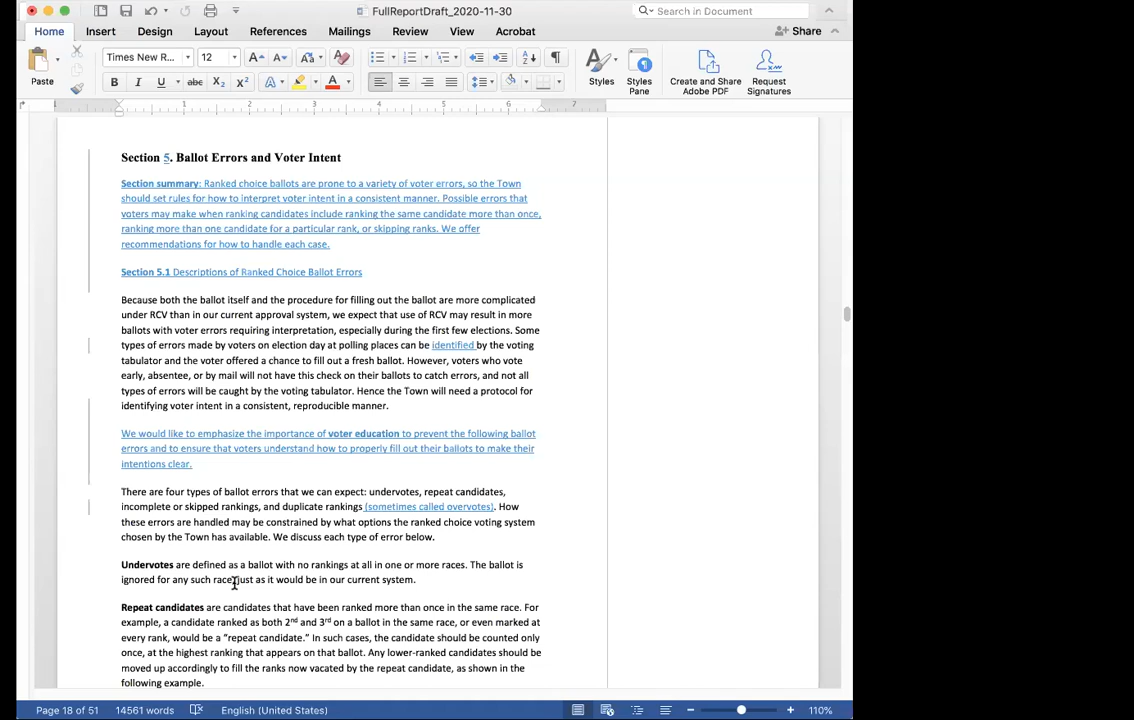 FullReportDraft_2020-11-30
Search in Document
Home Insert Design Layout References Mailings Review View Acrobat Share
Paste
Times New R... 12
Styles
Styles Pane
Create and Share Adobe PDF
Request Signatures
1 2 3 4 5 6 7
Section 5. Ballot Errors and Voter Intent
Section summary: Ranked choice ballots are prone to a variety of voter errors, so the Town
should set rules for how to interpret voter intent in a consistent manner. Possible errors that
voters may make when ranking candidates include ranking the same candidate more than once,
ranking more than one candidate for a particular rank, or skipping ranks. We offer
recommendations for how to handle each case.
Section 5.1 Descriptions of Ranked Choice Ballot Errors
Because both the ballot itself and the procedure for filling out the ballot are more complicated
under RCV than in our current approval system, we expect that use of RCV may result in more
ballots with voter errors requiring interpretation, especially during the first few elections. Some
types of errors made by voters on election day at polling places can be identified by the voting
tabulator and the voter offered a chance to fill out a fresh ballot. However, voters who vote
early, absentee, or by mail will not have this check on their ballots to catch errors, and not all
types of errors will be caught by the voting tabulator. Hence the Town will need a protocol for
identifying voter intent in a consistent, reproducible manner.
We would like to emphasize the importance of voter education to prevent the following ballot
errors and to ensure that voters understand how to properly fill out their ballots to make their
intentions clear.
There are four types of ballot errors that we can expect: undervotes, repeat candidates,
incomplete or skipped rankings, and duplicate rankings (sometimes called overvotes). How
these errors are handled may be constrained by what options the ranked choice voting system
chosen by the Town has available. We discuss each type of error below.
Undervotes are defined as a ballot with no rankings at all in one or more races. The ballot is
ignored for any such race just as it would be in our current system.
Repeat candidates are candidates that have been ranked more than once in the same race. For
example, a candidate ranked as both 2nd and 3rd on a ballot in the same race, or even marked at
every rank, would be a "repeat candidate." In such cases, the candidate should be counted only
once, at the highest ranking that appears on that ballot. Any lower-ranked candidates should be
moved up accordingly to fill the ranks now vacated by the repeat candidate, as shown in the
following example.
Page 18 of 51 14561 words English (United States) 110%